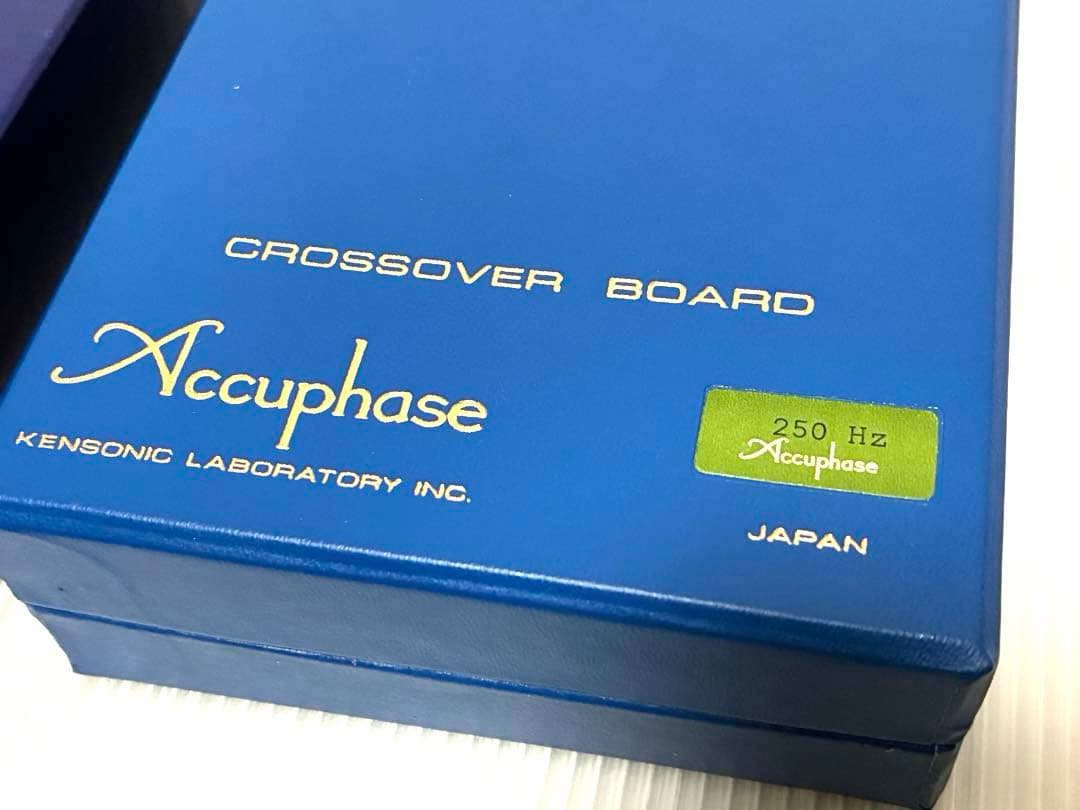 CROSSOVER BOARD
Accuphase
KENSONIC LABORATORY INC.
250 Hz
Accuphase
JAPAN